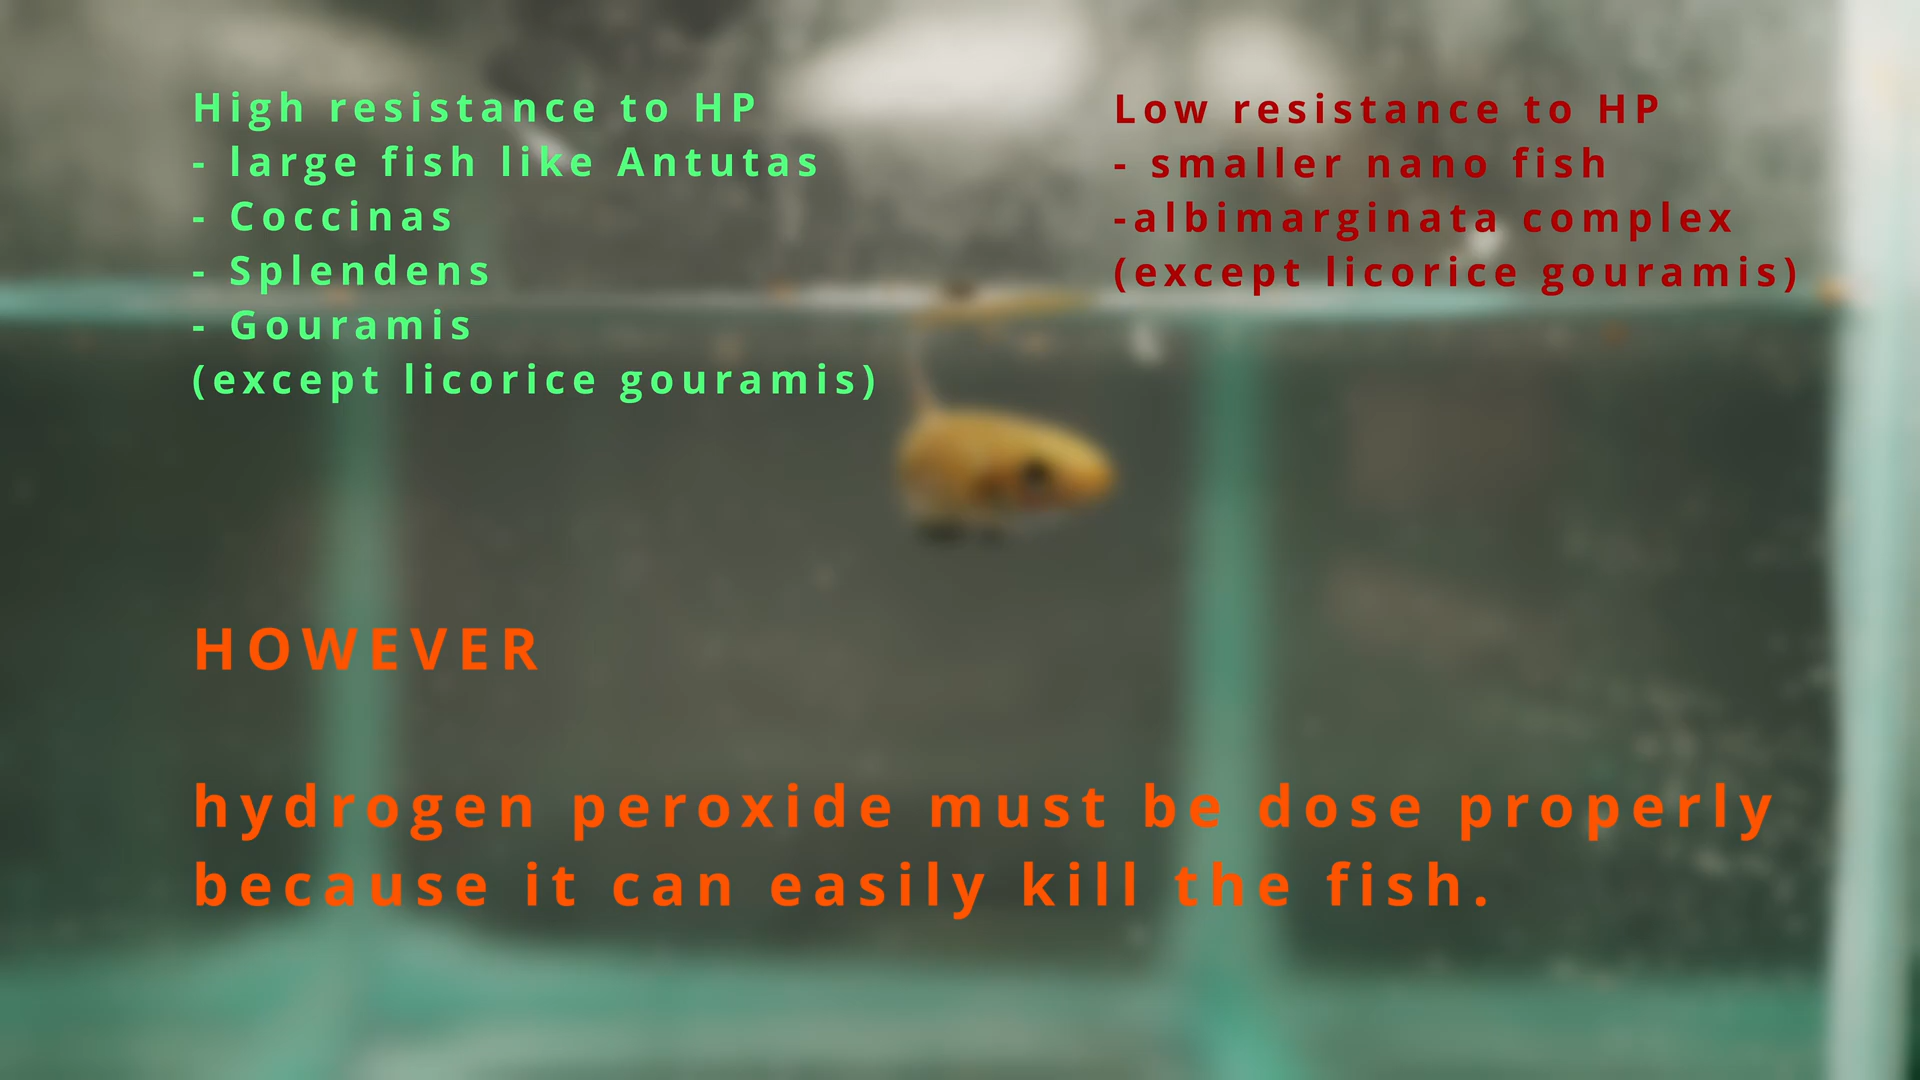 High resistance to HP
- large fish like Antutas
- Coccinas
- Splendens
- Gouramis
(except licorice gouramis)
Low resistance to HP
- smaller nano fish
-albimarginata complex
(except licorice gouramis)
HOWEVER
hydrogen peroxide must be dose properly
because it can easily kill the fish.